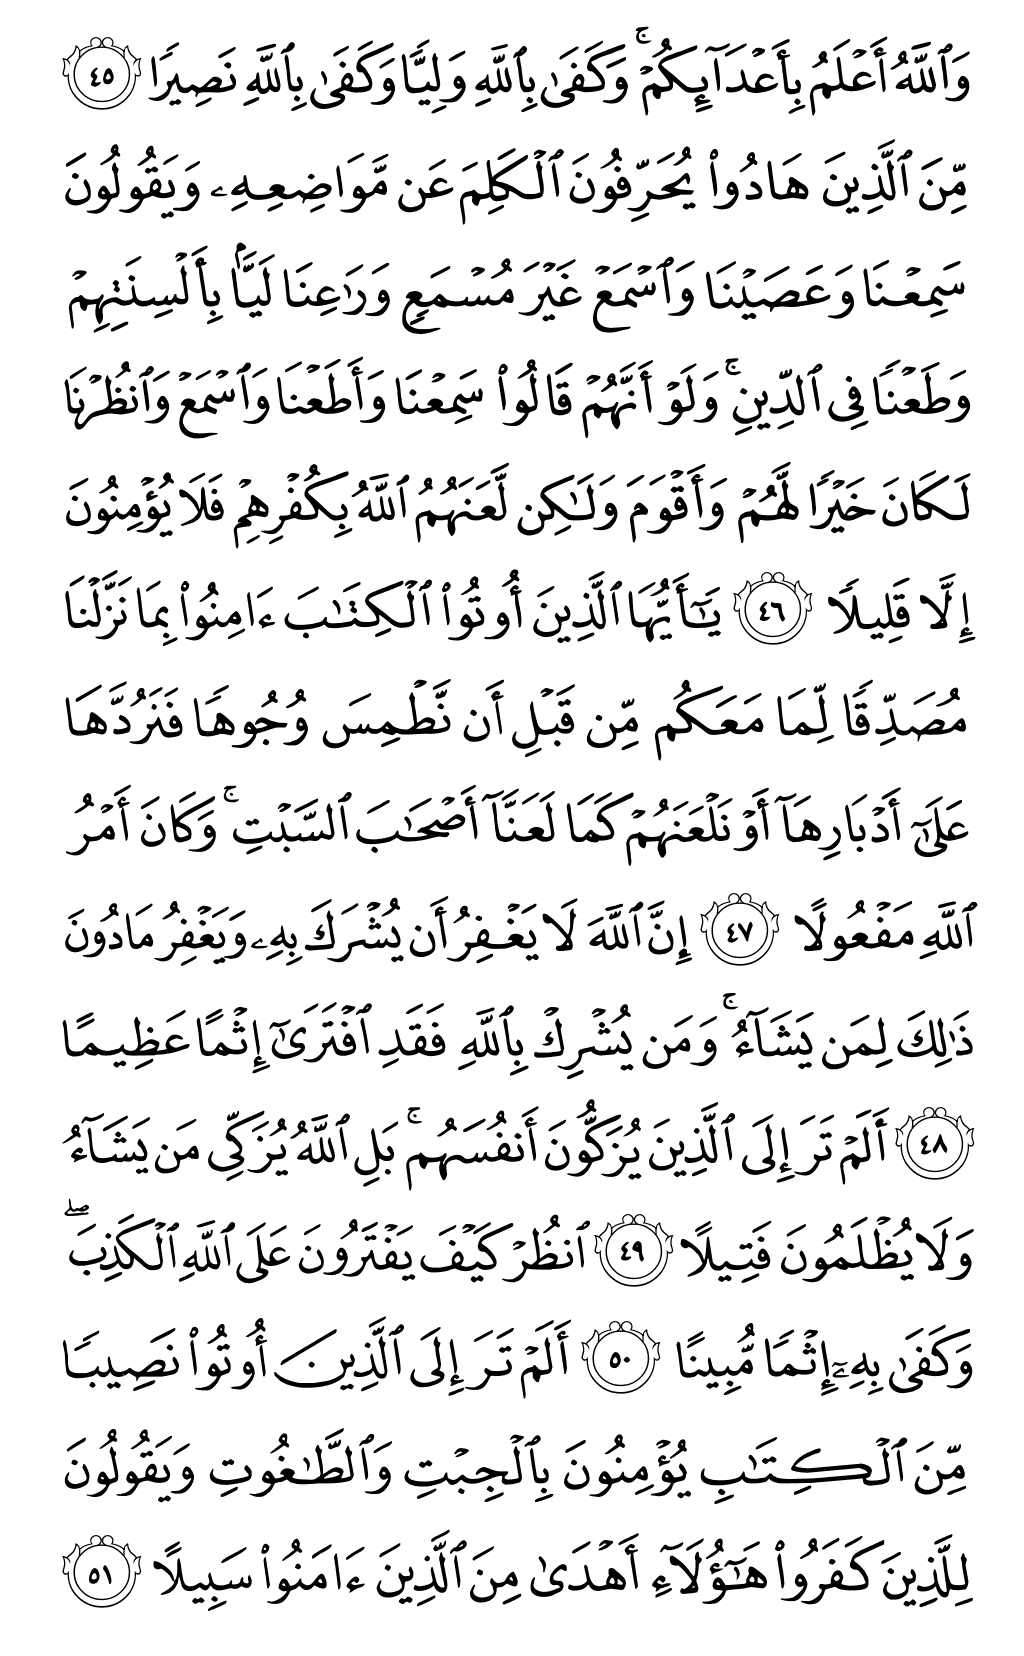 وَٱللَّهُ أَعْلَمُ بِأَعْدَآئِكُمْ ۚ وَكَفَىٰ بِٱللَّهِ وَلِيًّا وَكَفَىٰ بِٱللَّهِ نَصِيرًا ٤٥
مِّنَ ٱلَّذِينَ هَادُوا۟ يُحَرِّفُونَ ٱلْكَلِمَ عَن مَّوَاضِعِهِۦ وَيَقُولُونَ
سَمِعْنَا وَعَصَيْنَا وَٱسْمَعْ غَيْرَ مُسْمَعٍ وَرَٰعِنَا لَيًّۢا بِأَلْسِنَتِهِمْ
وَطَعْنًا فِى ٱلدِّينِ ۚ وَلَوْ أَنَّهُمْ قَالُوا۟ سَمِعْنَا وَأَطَعْنَا وَٱسْمَعْ وَٱنظُرْنَا
لَكَانَ خَيْرًا لَّهُمْ وَأَقْوَمَ وَلَٰكِن لَّعَنَهُمُ ٱللَّهُ بِكُفْرِهِمْ فَلَا يُؤْمِنُونَ
إِلَّا قَلِيلًا ٤٦ يَٰٓأَيُّهَا ٱلَّذِينَ أُوتُوا۟ ٱلْكِتَٰبَ ءَامِنُوا۟ بِمَا نَزَّلْنَا
مُصَدِّقًا لِّمَا مَعَكُم مِّن قَبْلِ أَن نَّطْمِسَ وُجُوهًا فَنَرُدَّهَا
عَلَىٰٓ أَدْبَارِهَآ أَوْ نَلْعَنَهُمْ كَمَا لَعَنَّآ أَصْحَٰبَ ٱلسَّبْتِ ۚ وَكَانَ أَمْرُ
ٱللَّهِ مَفْعُولًا ٤٧ إِنَّ ٱللَّهَ لَا يَغْفِرُ أَن يُشْرَكَ بِهِۦ وَيَغْفِرُ مَا دُونَ
ذَٰلِكَ لِمَن يَشَآءُ ۚ وَمَن يُشْرِكْ بِٱللَّهِ فَقَدِ ٱفْتَرَىٰٓ إِثْمًا عَظِيمًا
٤٨ أَلَمْ تَرَ إِلَى ٱلَّذِينَ يُزَكُّونَ أَنفُسَهُم ۚ بَلِ ٱللَّهُ يُزَكِّى مَن يَشَآءُ
وَلَا يُظْلَمُونَ فَتِيلًا ٤٩ ٱنظُرْ كَيْفَ يَفْتَرُونَ عَلَى ٱللَّهِ ٱلْكَذِبَ ۖ
وَكَفَىٰ بِهِۦٓ إِثْمًا مُّبِينًا ٥٠ أَلَمْ تَرَ إِلَى ٱلَّذِينَ أُوتُوا۟ نَصِيبًا
مِّنَ ٱلْكِتَٰبِ يُؤْمِنُونَ بِٱلْجِبْتِ وَٱلطَّٰغُوتِ وَيَقُولُونَ
لِلَّذِينَ كَفَرُوا۟ هَٰٓؤُلَآءِ أَهْدَىٰ مِنَ ٱلَّذِينَ ءَامَنُوا۟ سَبِيلًا ٥١